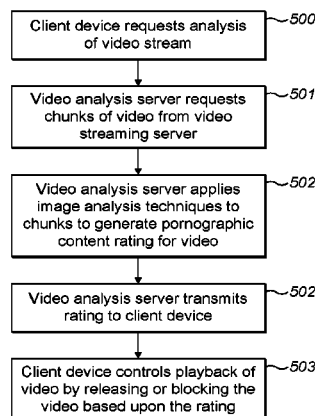 Client device requests analysis
of video stream
500
Video analysis server requests
chunks of video from video
streaming server
501
Video analysis server applies
image analysis techniques to
chunks to generate pornographic
content rating for video
502
Video analysis server transmits
rating to client device
502
Client device controls playback of
video by releasing or blocking the
video based upon the rating
503